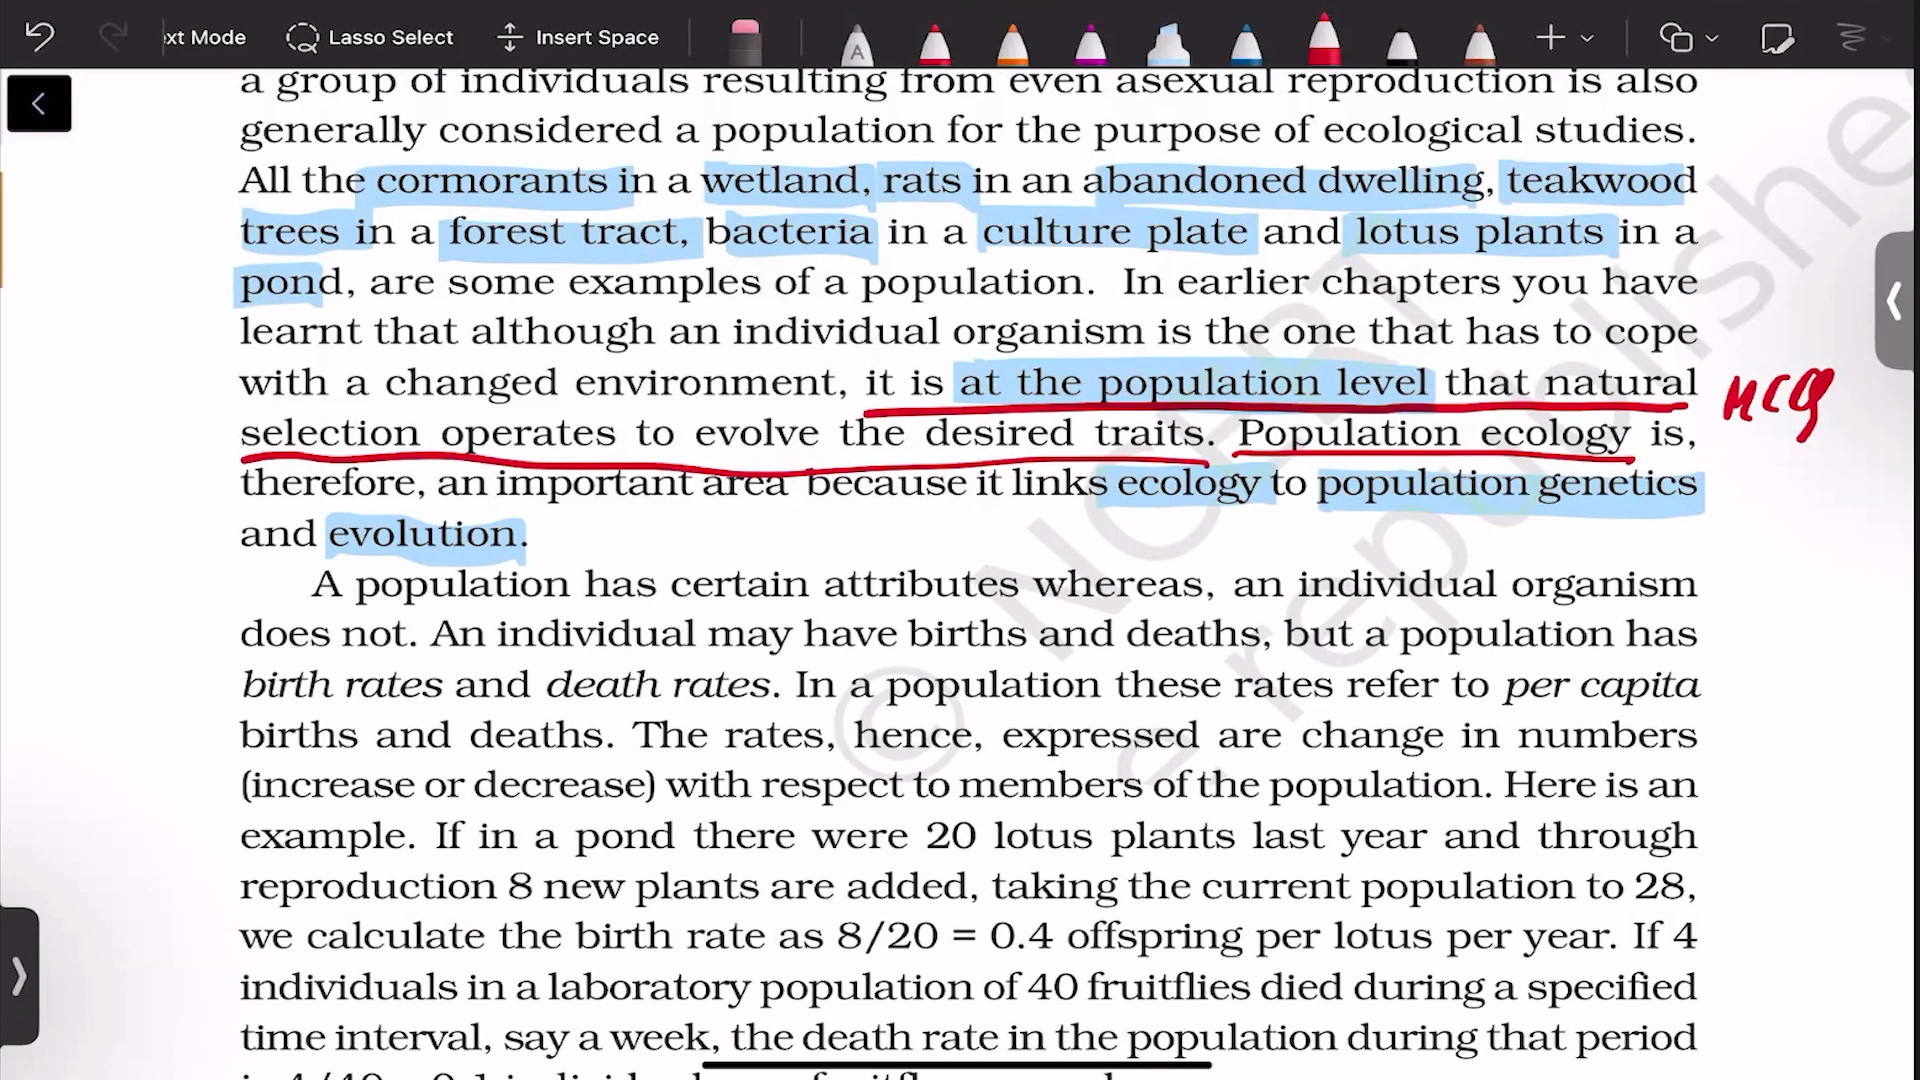 xt Mode Lasso Select Insert Space
a group of individuals resulting from even asexual reproduction is also
generally considered a population for the purpose of ecological studies.
All the cormorants in a wetland, rats in an abandoned dwelling, teakwood
trees in a forest tract, bacteria in a culture plate and lotus plants in a
pond, are some examples of a population. In earlier chapters you have
learnt that although an individual organism is the one that has to cope
with a changed environment, it is at the population level that natural
MCQ
selection operates to evolve the desired traits. Population ecology is,
therefore, an important area because it links ecology to population genetics
and evolution.
A population has certain attributes whereas, an individual organism
does not. An individual may have births and deaths, but a population has
birth rates and death rates. In a population these rates refer to per capita
births and deaths. The rates, hence, expressed are change in numbers
(increase or decrease) with respect to members of the population. Here is an
example. If in a pond there were 20 lotus plants last year and through
reproduction 8 new plants are added, taking the current population to 28,
we calculate the birth rate as 8/20 = 0.4 offspring per lotus per year. If 4
individuals in a laboratory population of 40 fruitflies died during a specified
time interval, say a week, the death rate in the population during that period